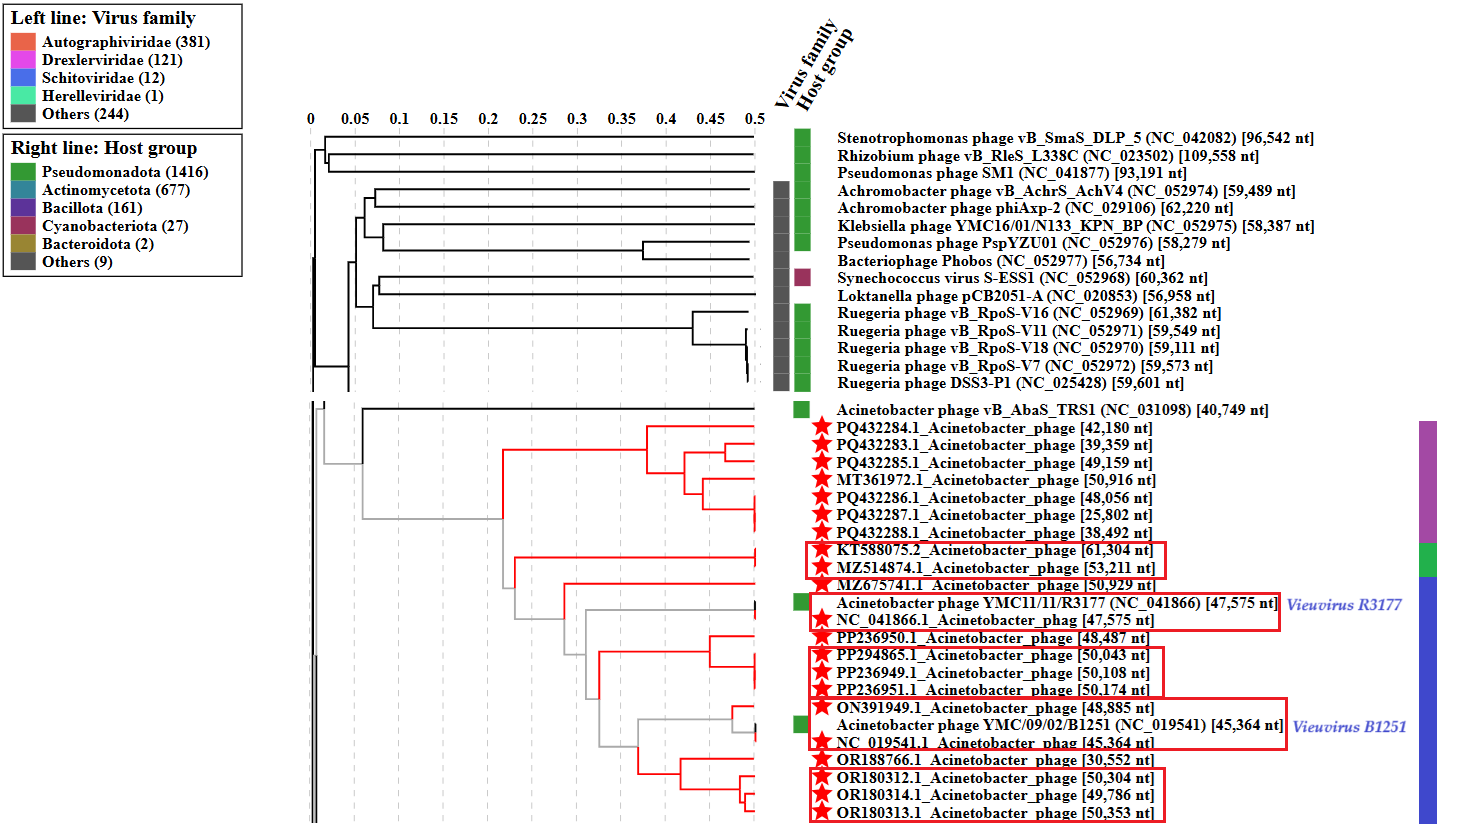 Left line: Virus family
Autographiviridae (381)
Drexlerviridae (121)
Schitoviridae (12)
Herelleviridae (1)
Others (244)
Right line: Host group
Pseudomonadota (1416)
Actinomycetota (677)
Bacillota (161)
Cyanobacteriota (27)
Bacteroidota (2)
Others (9)
Virus family
Host group
0 0.05 0.1 0.15 0.2 0.25 0.3 0.35 0.4 0.45 0.5
Stenotrophomonas phage vB_SmaS_DLP_5 (NC_042082) [96,542 nt]
Rhizobium phage vB_RleS_L338C (NC_023502) [109,558 nt]
Pseudomonas phage SM1 (NC_041877) [93,191 nt]
Achromobacter phage vB_AchrS_AchV4 (NC_052974) [59,489 nt]
Achromobacter phage phiAxp-2 (NC_029106) [62,220 nt]
Klebsiella phage YMC16/01/N133_KPN_BP (NC_052975) [58,387 nt]
Pseudomonas phage PspYZU01 (NC_052976) [58,279 nt]
Bacteriophage Phobos (NC_052977) [56,734 nt]
Synechococcus virus S-ESS1 (NC_052968) [60,362 nt]
Loktanella phage pCB2051-A (NC_020853) [56,958 nt]
Ruegeria phage vB_RpoS-V16 (NC_052969) [61,382 nt]
Ruegeria phage vB_RpoS-V11 (NC_052971) [59,549 nt]
Ruegeria phage vB_RpoS-V18 (NC_052970) [59,111 nt]
Ruegeria phage vB_RpoS-V7 (NC_052972) [59,573 nt]
Ruegeria phage DSS3-P1 (NC_025428) [59,601 nt]
Acinetobacter phage vB_AbaS_TRS1 (NC_031098) [40,749 nt]
PQ432284.1_Acinetobacter_phage [42,180 nt]
PQ432283.1_Acinetobacter_phage [39,359 nt]
PQ432285.1_Acinetobacter_phage [49,159 nt]
MT361972.1_Acinetobacter_phage [50,916 nt]
PQ432286.1_Acinetobacter_phage [48,056 nt]
PQ432287.1_Acinetobacter_phage [25,802 nt]
PQ432288.1_Acinetobacter_phage [38,492 nt]
KT588075.2_Acinetobacter_phage [61,304 nt]
MZ514874.1_Acinetobacter_phage [53,211 nt]
MZ675741.1_Acinetobacter_phage [50,929 nt]
Acinetobacter phage YMC11/11/R3177 (NC_041866) [47,575 nt] Vieuvirus R3177
NC_041866.1_Acinetobacter_phag [47,575 nt]
PP236950.1_Acinetobacter_phage [48,487 nt]
PP294865.1_Acinetobacter_phage [50,043 nt]
PP236949.1_Acinetobacter_phage [50,108 nt]
PP236951.1_Acinetobacter_phage [50,174 nt]
ON391949.1_Acinetobacter_phage [48,885 nt]
Acinetobacter phage YMC/09/02/B1251 (NC_019541) [45,364 nt] Vieuvirus B1251
NC_019541.1_Acinetobacter_phag [45,364 nt]
OR188766.1_Acinetobacter_phage [30,552 nt]
OR180312.1_Acinetobacter_phage [50,304 nt]
OR180314.1_Acinetobacter_phage [49,786 nt]
OR180313.1_Acinetobacter_phage [50,353 nt]